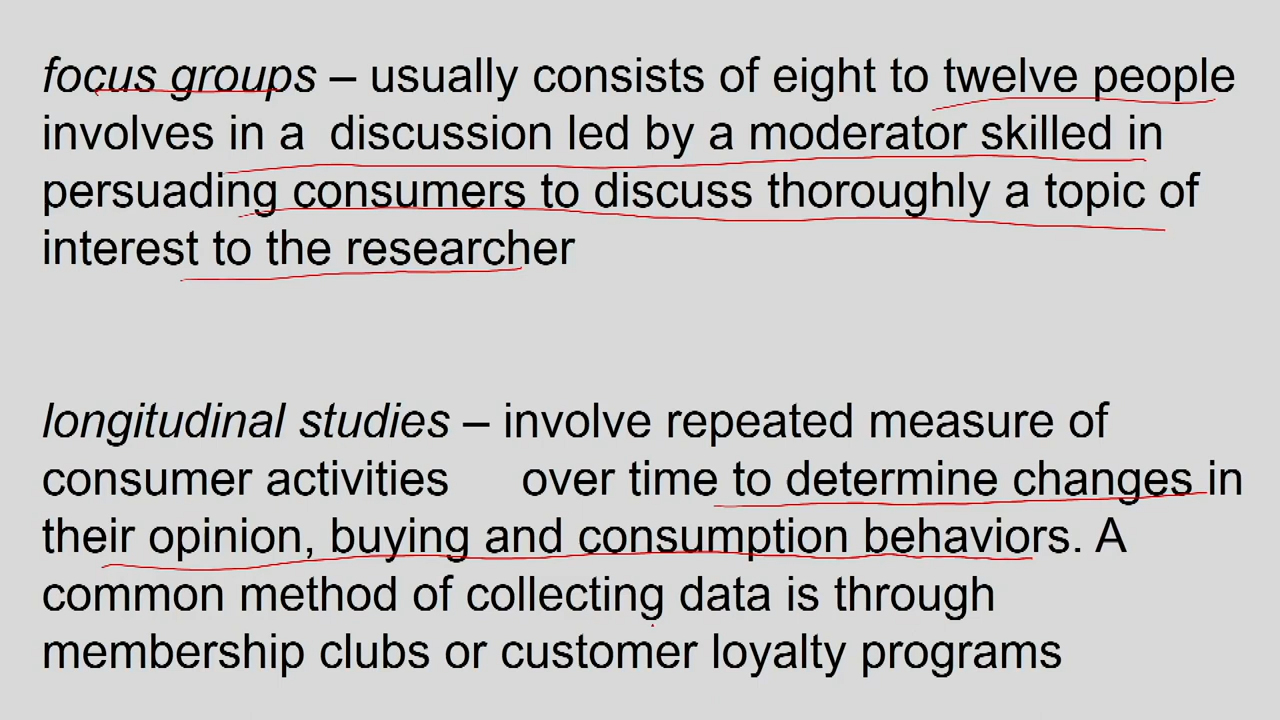 focus groups – usually consists of eight to twelve people
involves in a discussion led by a moderator skilled in
persuading consumers to discuss thoroughly a topic of
interest to the researcher
longitudinal studies – involve repeated measure of
consumer activities over time to determine changes in
their opinion, buying and consumption behaviors. A
common method of collecting data is through
membership clubs or customer loyalty programs